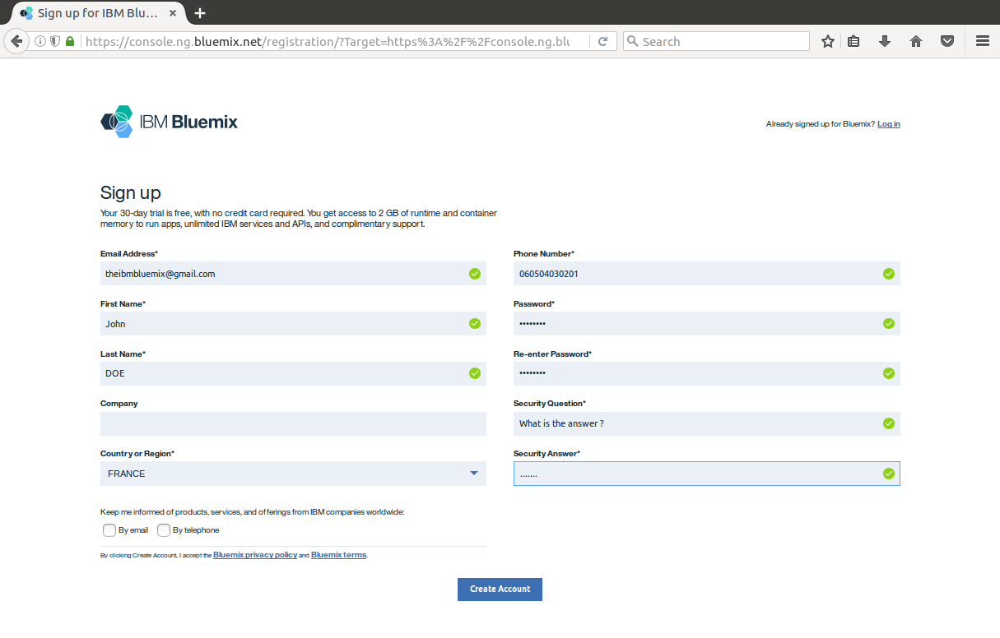 Sign up for IBM Blu...
https://console.ng.bluemix.net/registration/?Target=https%3A%2F%2Fconsole.ng.blu
Search
IBM Bluemix
Already signed up for Bluemix? Log in
Sign up
Your 30-day trial is free, with no credit card required. You get access to 2 GB of runtime and container
memory to run apps, unlimited IBM services and APIs, and complimentary support.
Email Address*
theibmbluemix@gmail.com
Phone Number*
060504030201
First Name*
John
Password*
••••••••
Last Name*
DOE
Re-enter Password*
••••••••
Company
Security Question*
What is the answer ?
Country or Region*
FRANCE
Security Answer*
.......
Keep me informed of products, services, and offerings from IBM companies worldwide:
By email By telephone
By clicking Create Account, I accept the Bluemix privacy policy and Bluemix terms.
Create Account